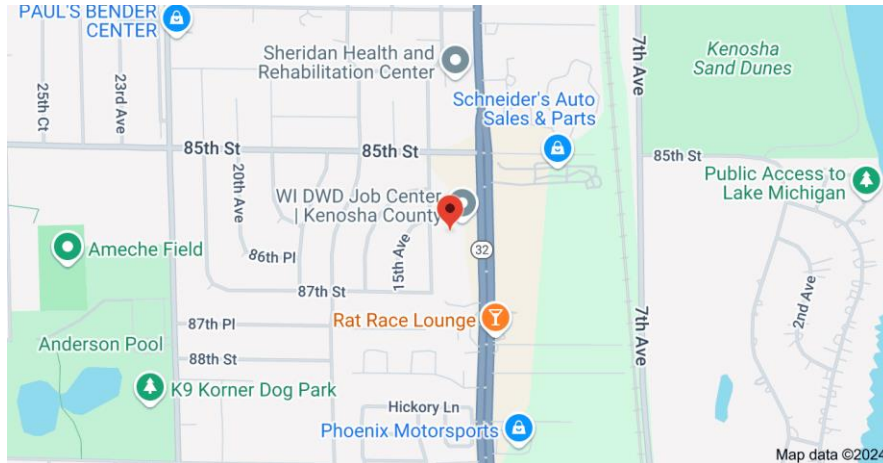 PAUL'S BENDER
CENTER
25th Ct
23rd Ave
Sheridan Health and
Rehabilitation Center
Schneider's Auto
Sales & Parts
7th Ave
Kenosha
Sand Dunes
85th St
85th St
85th St
20th Ave
WI DWD Job Center
| Kenosha County
Public Access to
Lake Michigan
Ameche Field
86th Pl
15th Ave
32
87th St
87th Pl
Rat Race Lounge
7th Ave
2nd Ave
Anderson Pool
88th St
K9 Korner Dog Park
Hickory Ln
Phoenix Motorsports
Map data ©2024